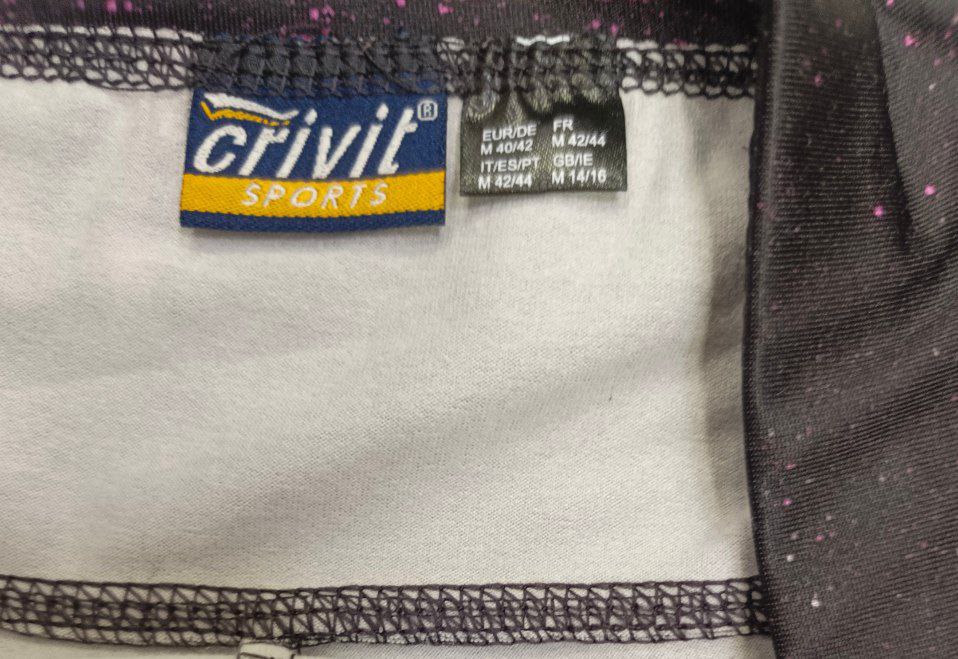 crivit®
SPORTS
EUR/DE FR
M 40/42 M 42/44
IT/ES/PT GB/IE
M 42/44 M 14/16